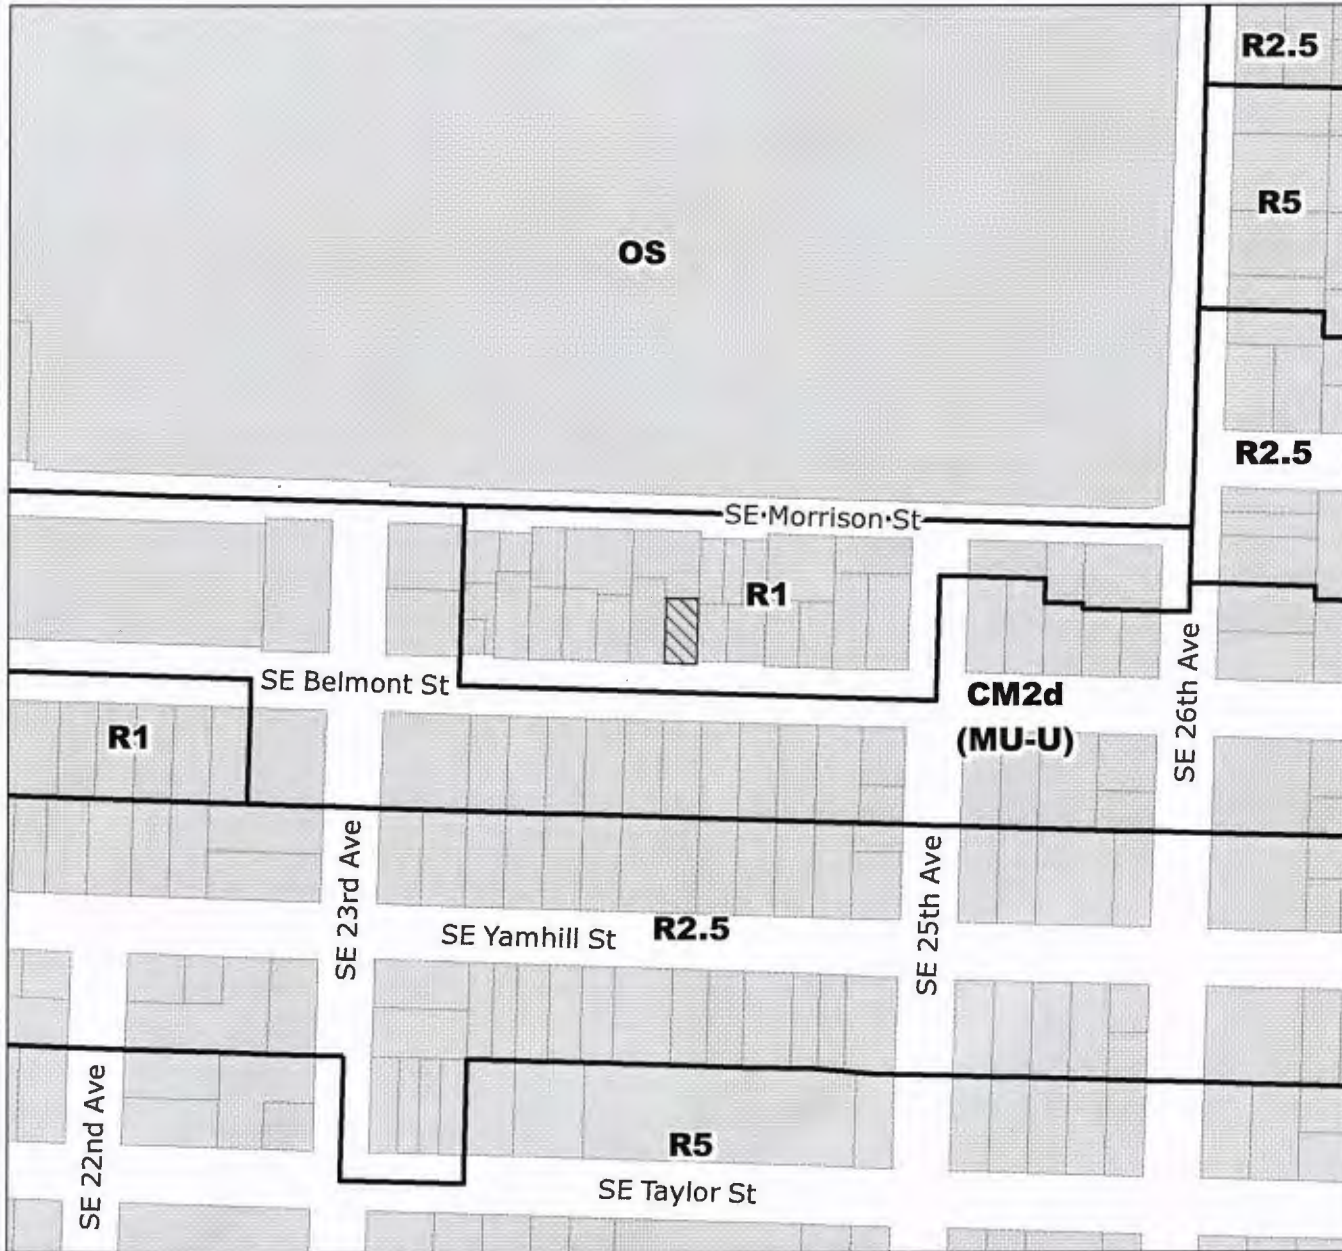 R2.5
R5
OS
R2.5
SE Morrison St
R1
SE Belmont St
CM2d
(MU-U)
SE 26th Ave
R1
SE 23rd Ave
SE 25th Ave
SE Yamhill St
R2.5
SE 22nd Ave
R5
SE Taylor St